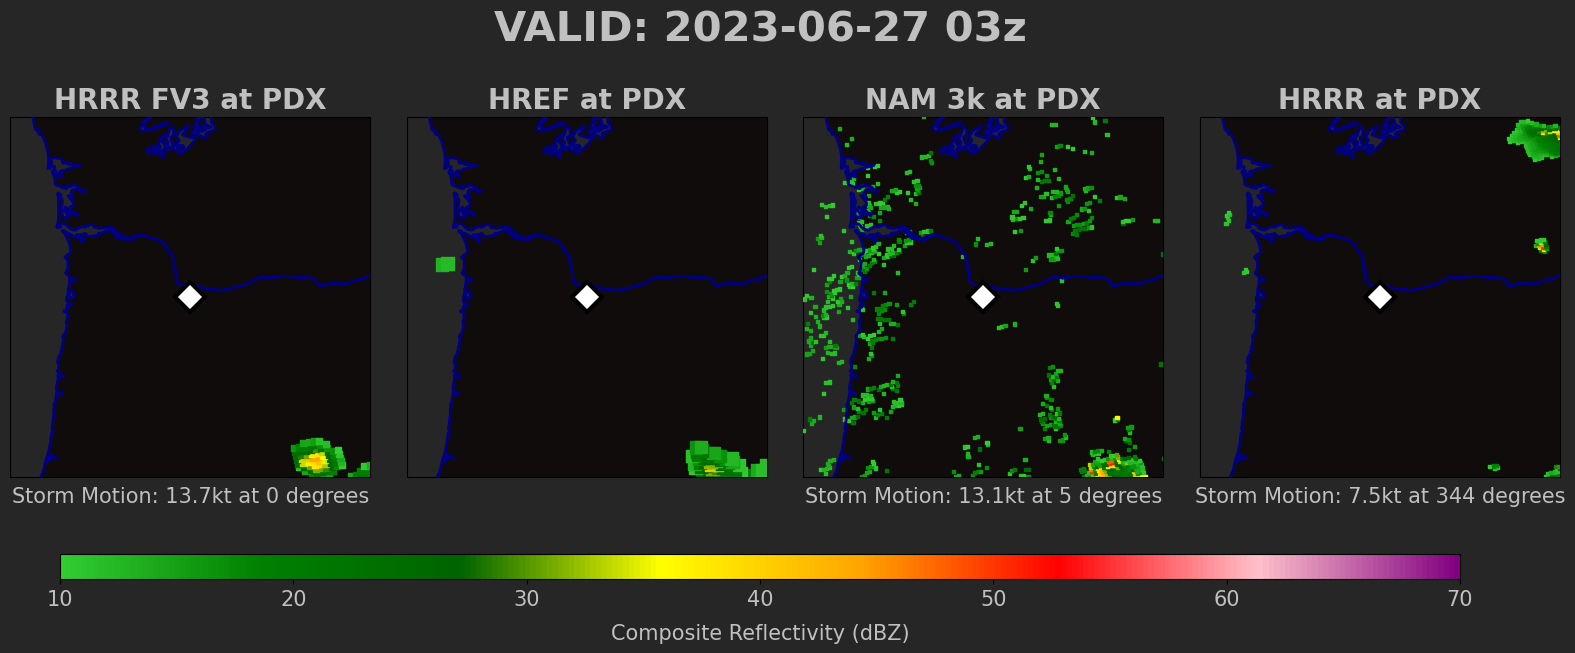 VALID: 2023-06-27 03z
HRRR FV3 at PDX
HREF at PDX
NAM 3k at PDX
HRRR at PDX
Storm Motion: 13.7kt at 0 degrees
Storm Motion: 13.1kt at 5 degrees
Storm Motion: 7.5kt at 344 degrees
10 20 30 40 50 60 70
Composite Reflectivity (dBZ)